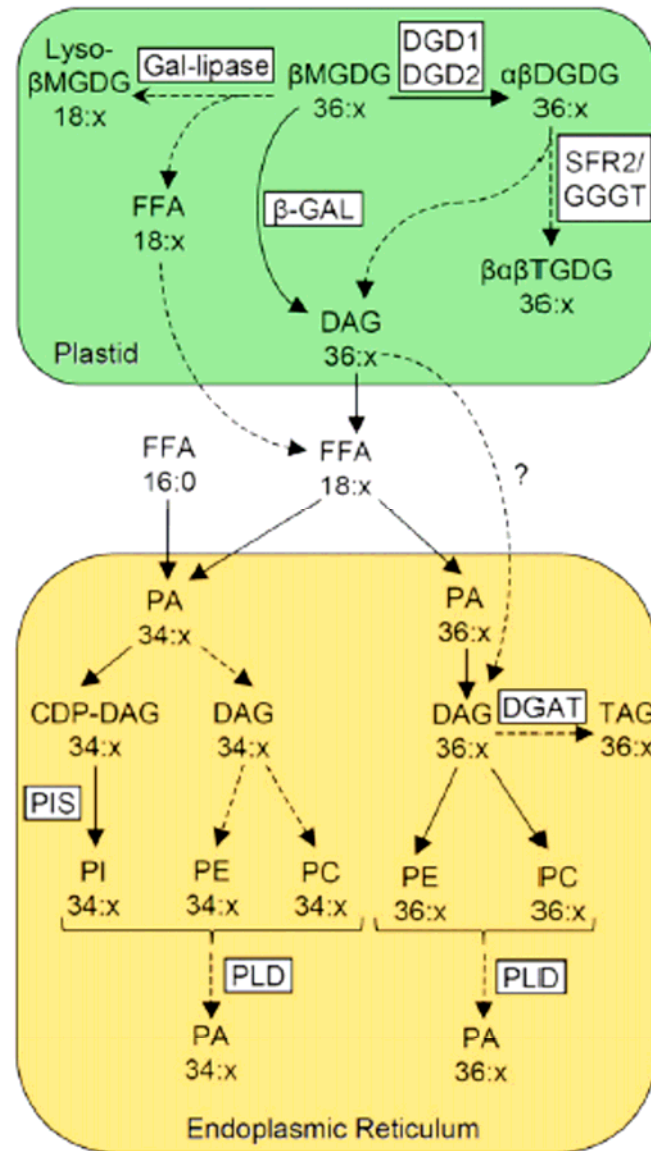 Lyso-
βMGDG
18:x
Gal-lipase
βMGDG
36:x
DGD1
DGD2
αβDGDG
36:x
SFR2/
GGGT
FFA
18:x
β-GAL
βαβTGDG
36:x
DAG
36:x
Plastid
FFA
16:0
FFA
18:x
?
PA
34:x
PA
36:x
CDP-DAG
34:x
DAG
34:x
DAG
36:x
DGAT
TAG
36:x
PIS
PI
34:x
PE
34:x
PC
34:x
PE
36:x
PC
36:x
PLD
PLD
PA
34:x
PA
36:x
Endoplasmic Reticulum